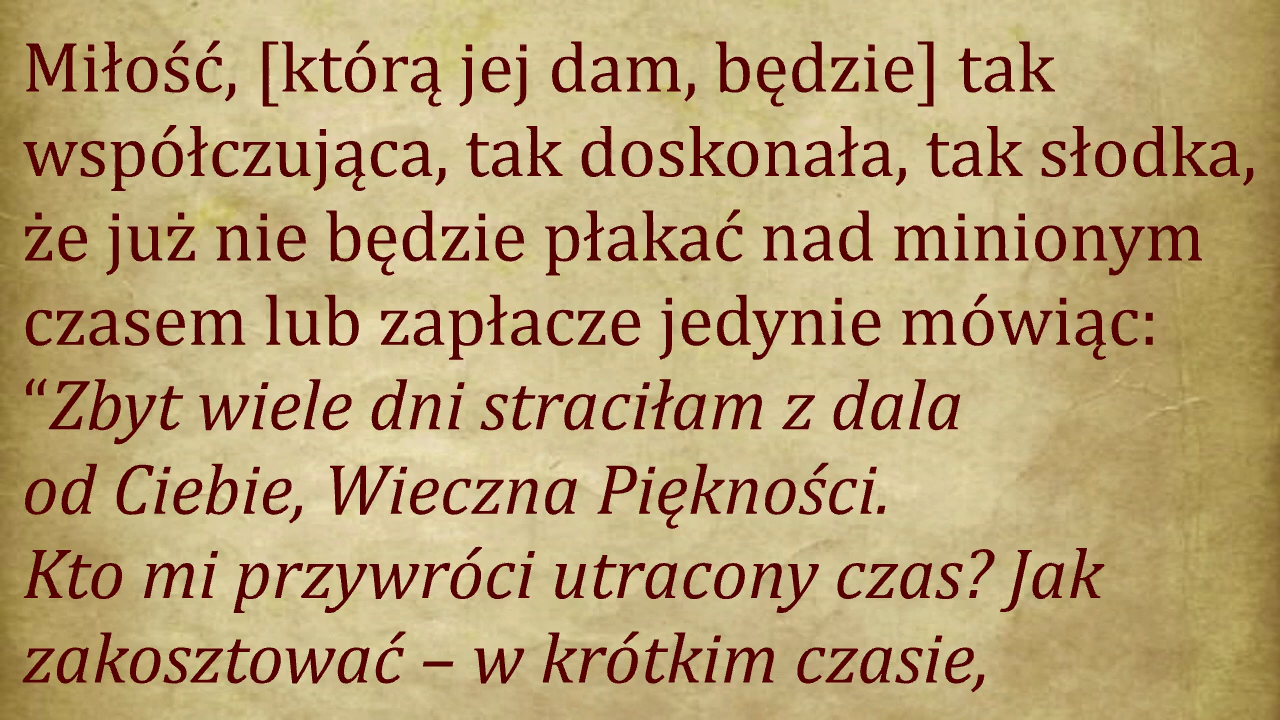 Miłość, [którą jej dam, będzie] tak
współczująca, tak doskonała, tak słodka,
że już nie będzie płakać nad minionym
czasem lub zapłacze jedynie mówiąc:
“Zbyt wiele dni straciłam z dala
od Ciebie, Wieczna Piękności.
Kto mi przywróci utracony czas? Jak
zakosztować – w krótkim czasie,